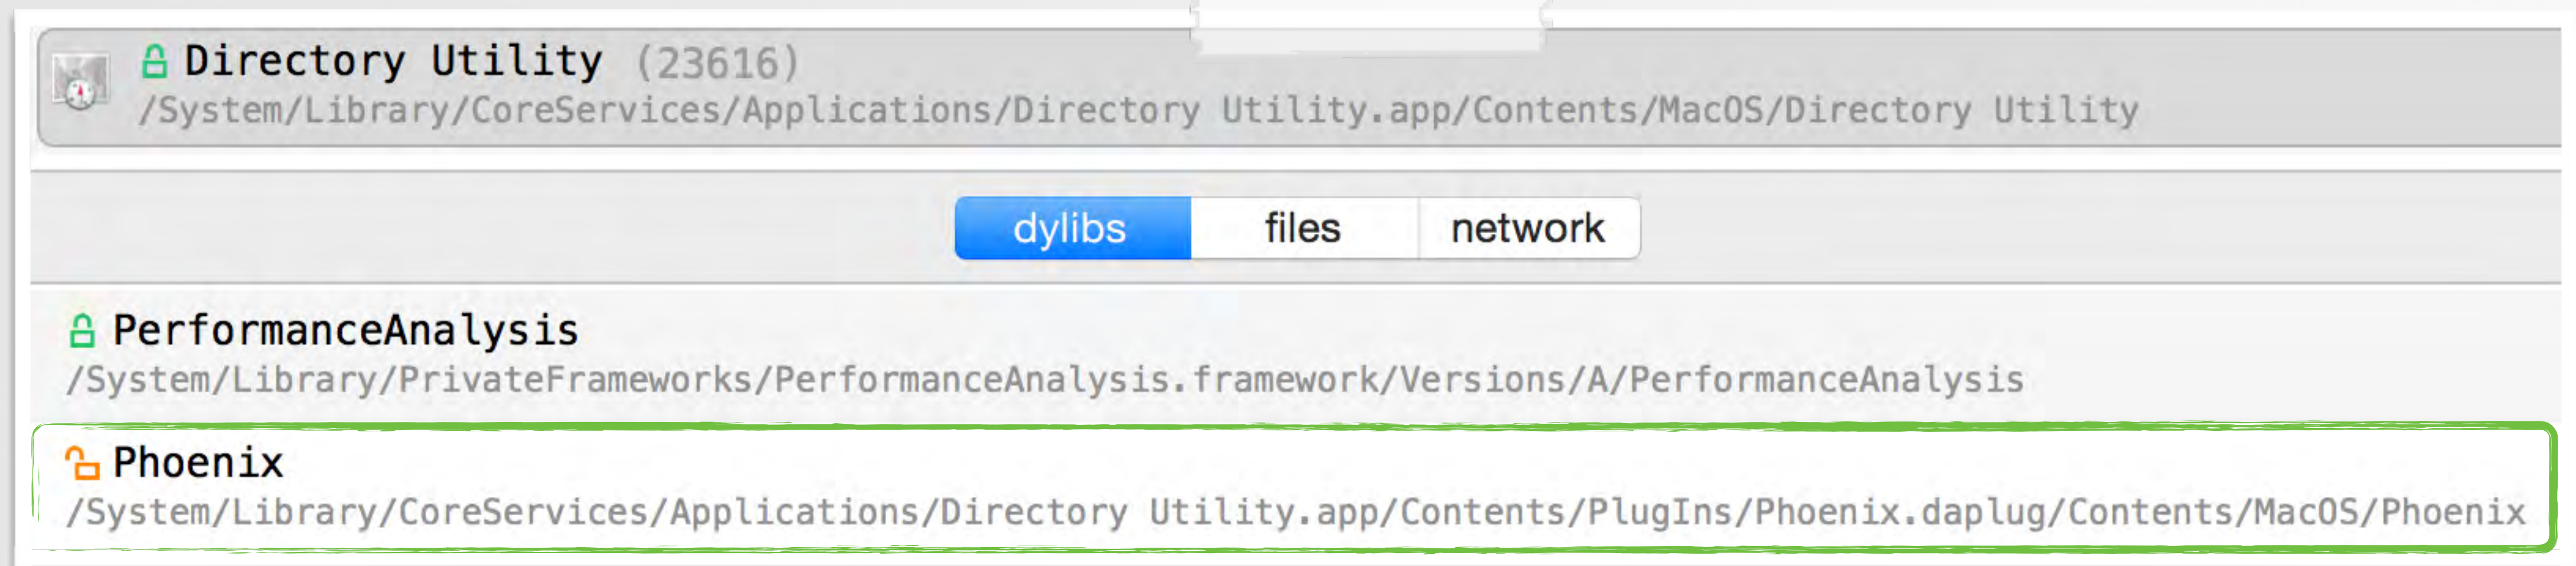 Directory Utility (23616)
/System/Library/CoreServices/Applications/Directory Utility.app/Contents/MacOS/Directory Utility
dylibs files network
PerformanceAnalysis
/System/Library/PrivateFrameworks/PerformanceAnalysis.framework/Versions/A/PerformanceAnalysis
Phoenix
/System/Library/CoreServices/Applications/Directory Utility.app/Contents/PlugIns/Phoenix.daplug/Contents/MacOS/Phoenix